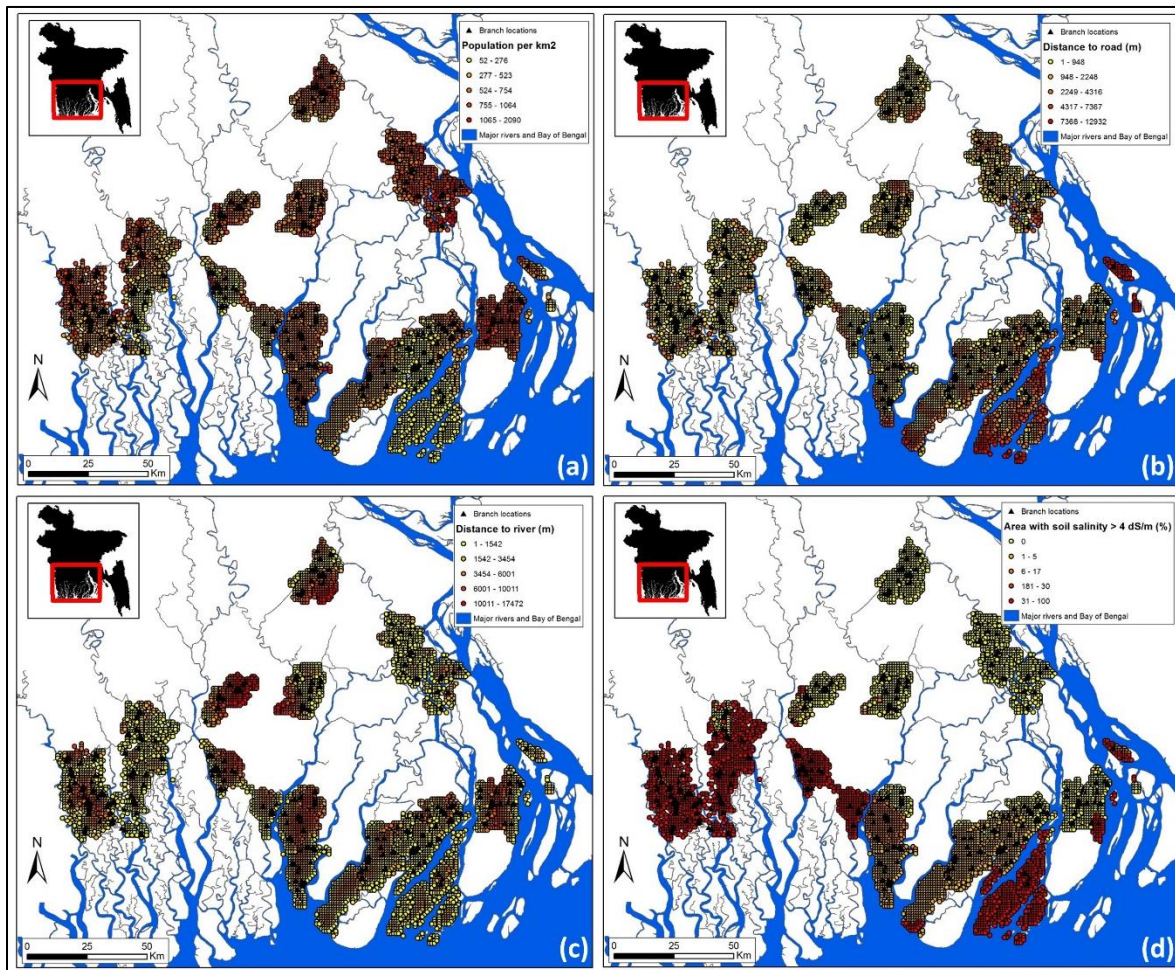 Branch locations
Population per km2
52 - 276
277 - 523
524 - 754
755 - 1064
1065 - 2090
Major rivers and Bay of Bengal
N
0 25 50
Km
(a)
Branch locations
Distance to road (m)
1 - 948
948 - 2248
2249 - 4316
4317 - 7367
7368 - 12932
Major rivers and Bay of Bengal
N
0 25 50
Km
(b)
Branch locations
Distance to river (m)
1 - 1542
1542 - 3454
3454 - 6001
6001 - 10011
10011 - 17472
Major rivers and Bay of Bengal
N
0 25 50
Km
(c)
Branch locations
Area with soil salinity > 4 dS/m (%)
0
1 - 5
6 - 17
181 - 30
31 - 100
Major rivers and Bay of Bengal
N
0 25 50
Km
(d)